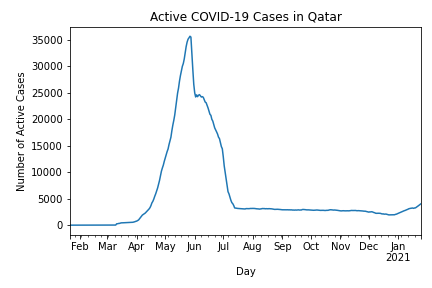 Active COVID-19 Cases in Qatar
Number of Active Cases
35000
30000
25000
20000
15000
10000
5000
0
Feb Mar Apr May Jun Jul Aug Sep Oct Nov Dec Jan
2021
Day